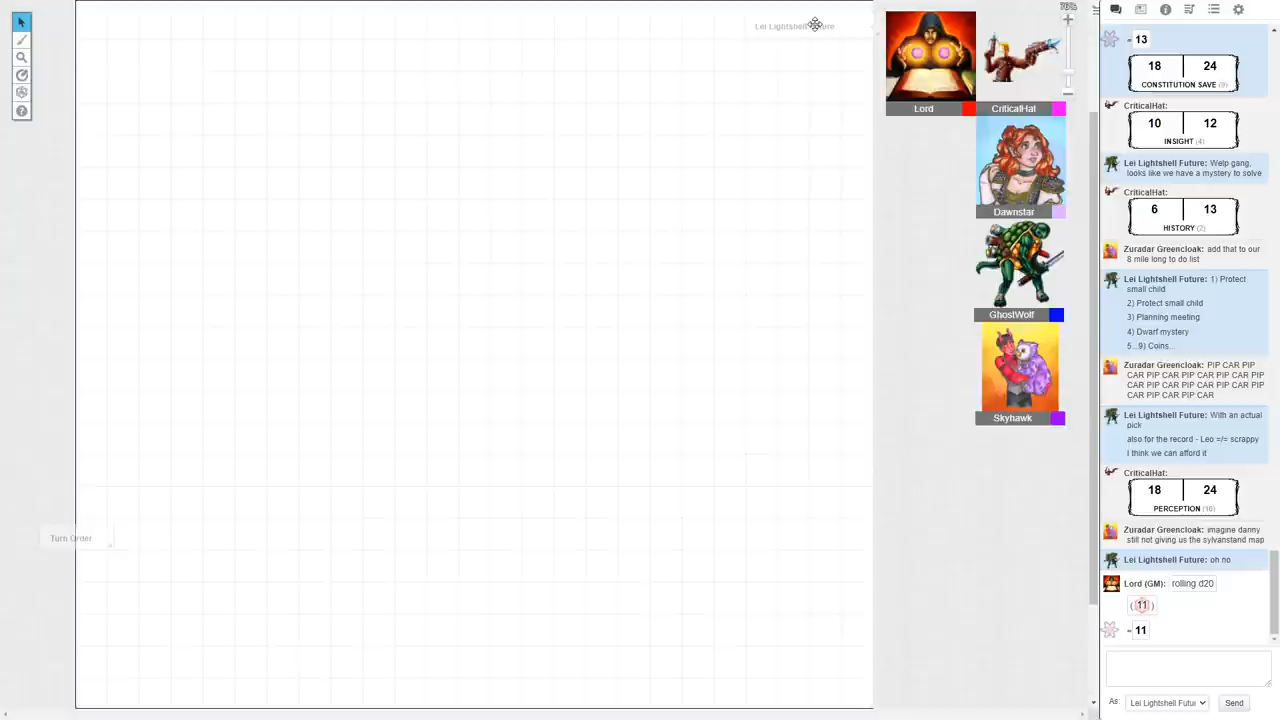 Lei Lightshell Future
76%
Lord
CriticalHat
Dawnstar
GhostWolf
Skyhawk
Turn Order
- 13
18 24
CONSTITUTION SAVE (9)
CriticalHat:
10 12
INSIGHT (4)
Lei Lightshell Future: Welp gang,
looks like we have a mystery to solve
CriticalHat:
6 13
HISTORY (2)
Zuradar Greencloak: add that to our
8 mile long to do list
Lei Lightshell Future: 1) Protect
small child
2) Protect small child
3) Planning meeting
4) Dwarf mystery
5...9) Coins...
Zuradar Greencloak: PIP CAR PIP
CAR PIP CAR PIP CAR PIP CAR PIP
CAR PIP CAR PIP CAR PIP CAR PIP
CAR PIP CAR PIP CAR
Lei Lightshell Future: With an actual
pick
also for the record - Leo =/= scrappy
I think we can afford it
CriticalHat:
18 24
PERCEPTION (10)
Zuradar Greencloak: imagine danny
still not giving us the sylvanstand map
Lei Lightshell Future: oh no
Lord (GM): rolling d20
(11)
= 11
As: Lei Lightshell Futu
Send